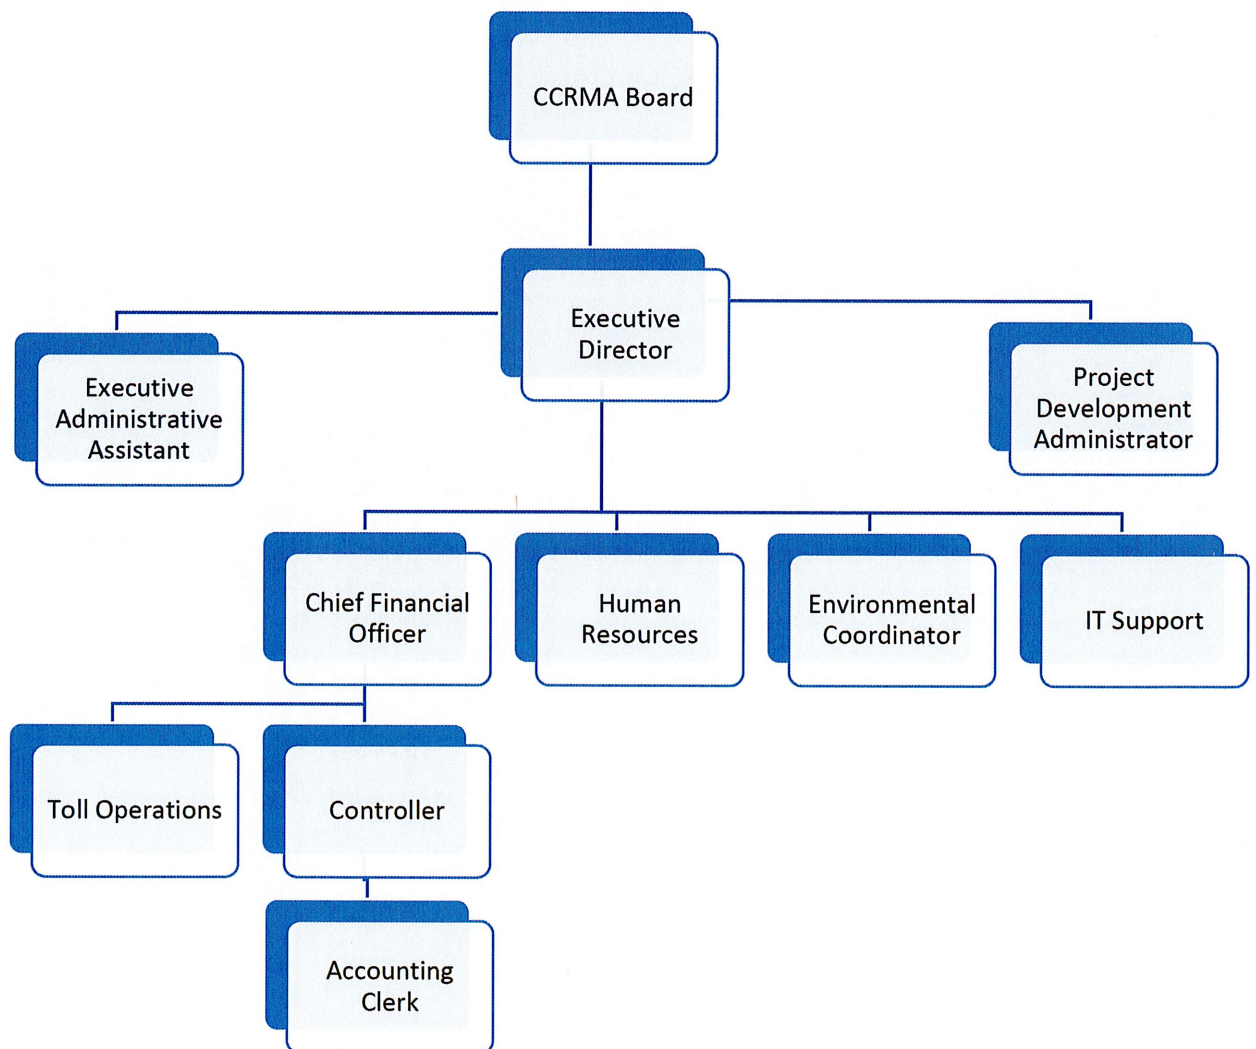 CCRMA Board
Executive
Director
Executive
Administrative
Assistant
Project
Development
Administrator
Chief Financial
Officer
Human
Resources
Environmental
Coordinator
IT Support
Toll Operations
Controller
Accounting
Clerk